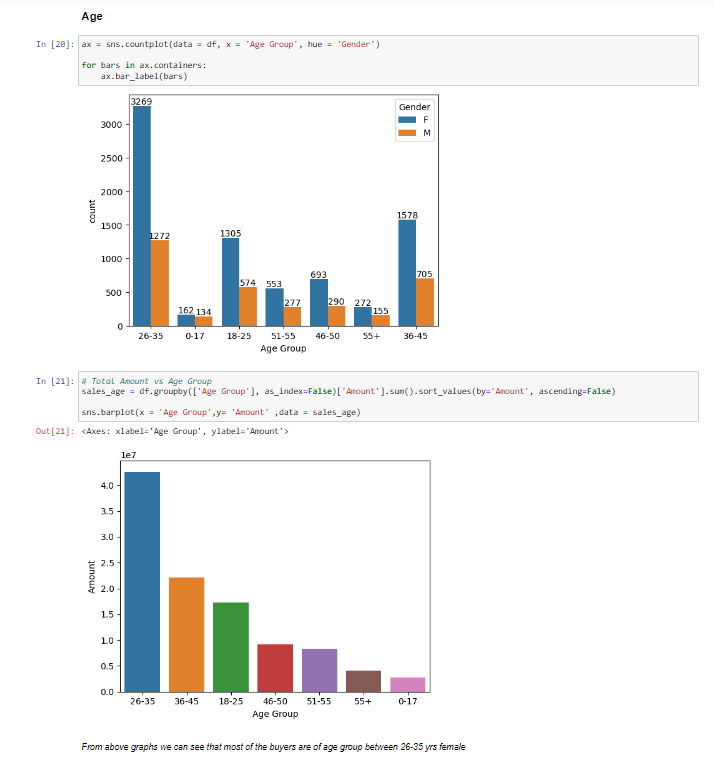 Age
In [20]: ax = sns.countplot(data = df, x = 'Age Group', hue = 'Gender')
for bars in ax.containers:
ax.bar_label(bars)
3269
Gender
F
M
3000
2500
2000
1500
1000
500
0
count
1272
162
134
1305
574
553
277
693
290
272
155
1578
705
26-35 0-17 18-25 51-55 46-50 55+ 36-45
Age Group
In [21]: # Total Amount vs Age Group
sales_age = df.groupby(['Age Group'], as_index=False)['Amount'].sum().sort_values(by='Amount', ascending=False)
sns.barplot(x = 'Age Group',y= 'Amount' ,data = sales_age)
Out[21]: <Axes: xlabel='Age Group', ylabel='Amount'>
1e7
4.0
3.5
3.0
2.5
2.0
1.5
1.0
0.5
0.0
Amount
26-35 36-45 18-25 46-50 51-55 55+ 0-17
Age Group
From above graphs we can see that most of the buyers are of age group between 26-35 yrs female